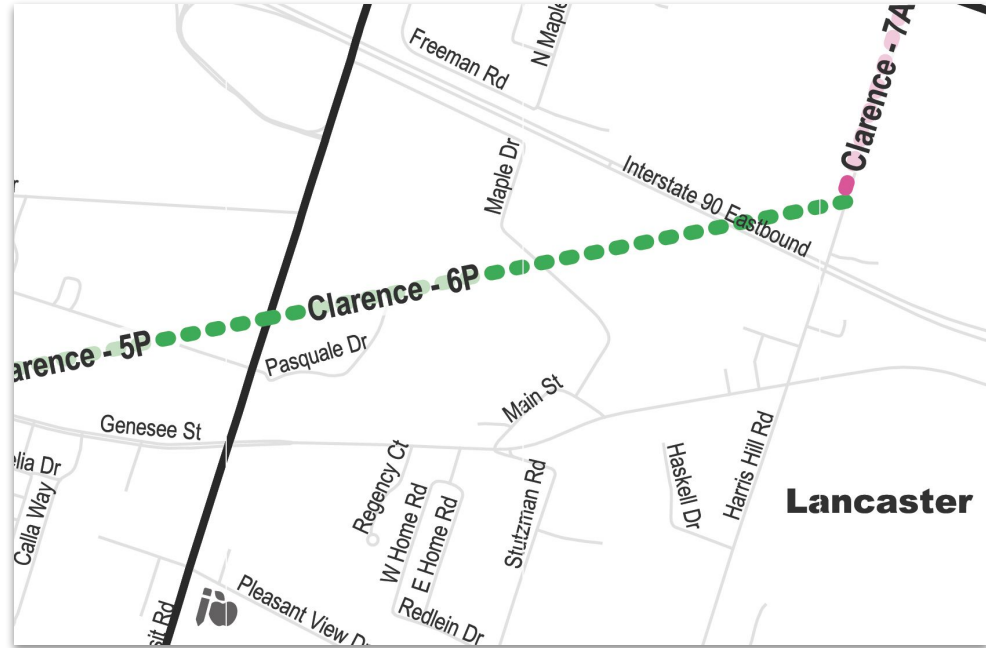 Freeman Rd
N Maple
Clarence - 7A
Maple Dr
Interstate 90 Eastbound
Clarence - 6P
arence - 5P
Pasquale Dr
Main St
Genesee St
elia Dr
Calla Way
Regency Ct
W Home Rd
E Home Rd
Stutzman Rd
Haskell Dr
Harris Hill Rd
Lancaster
Pleasant View Dr
Redlein Dr
sit Rd